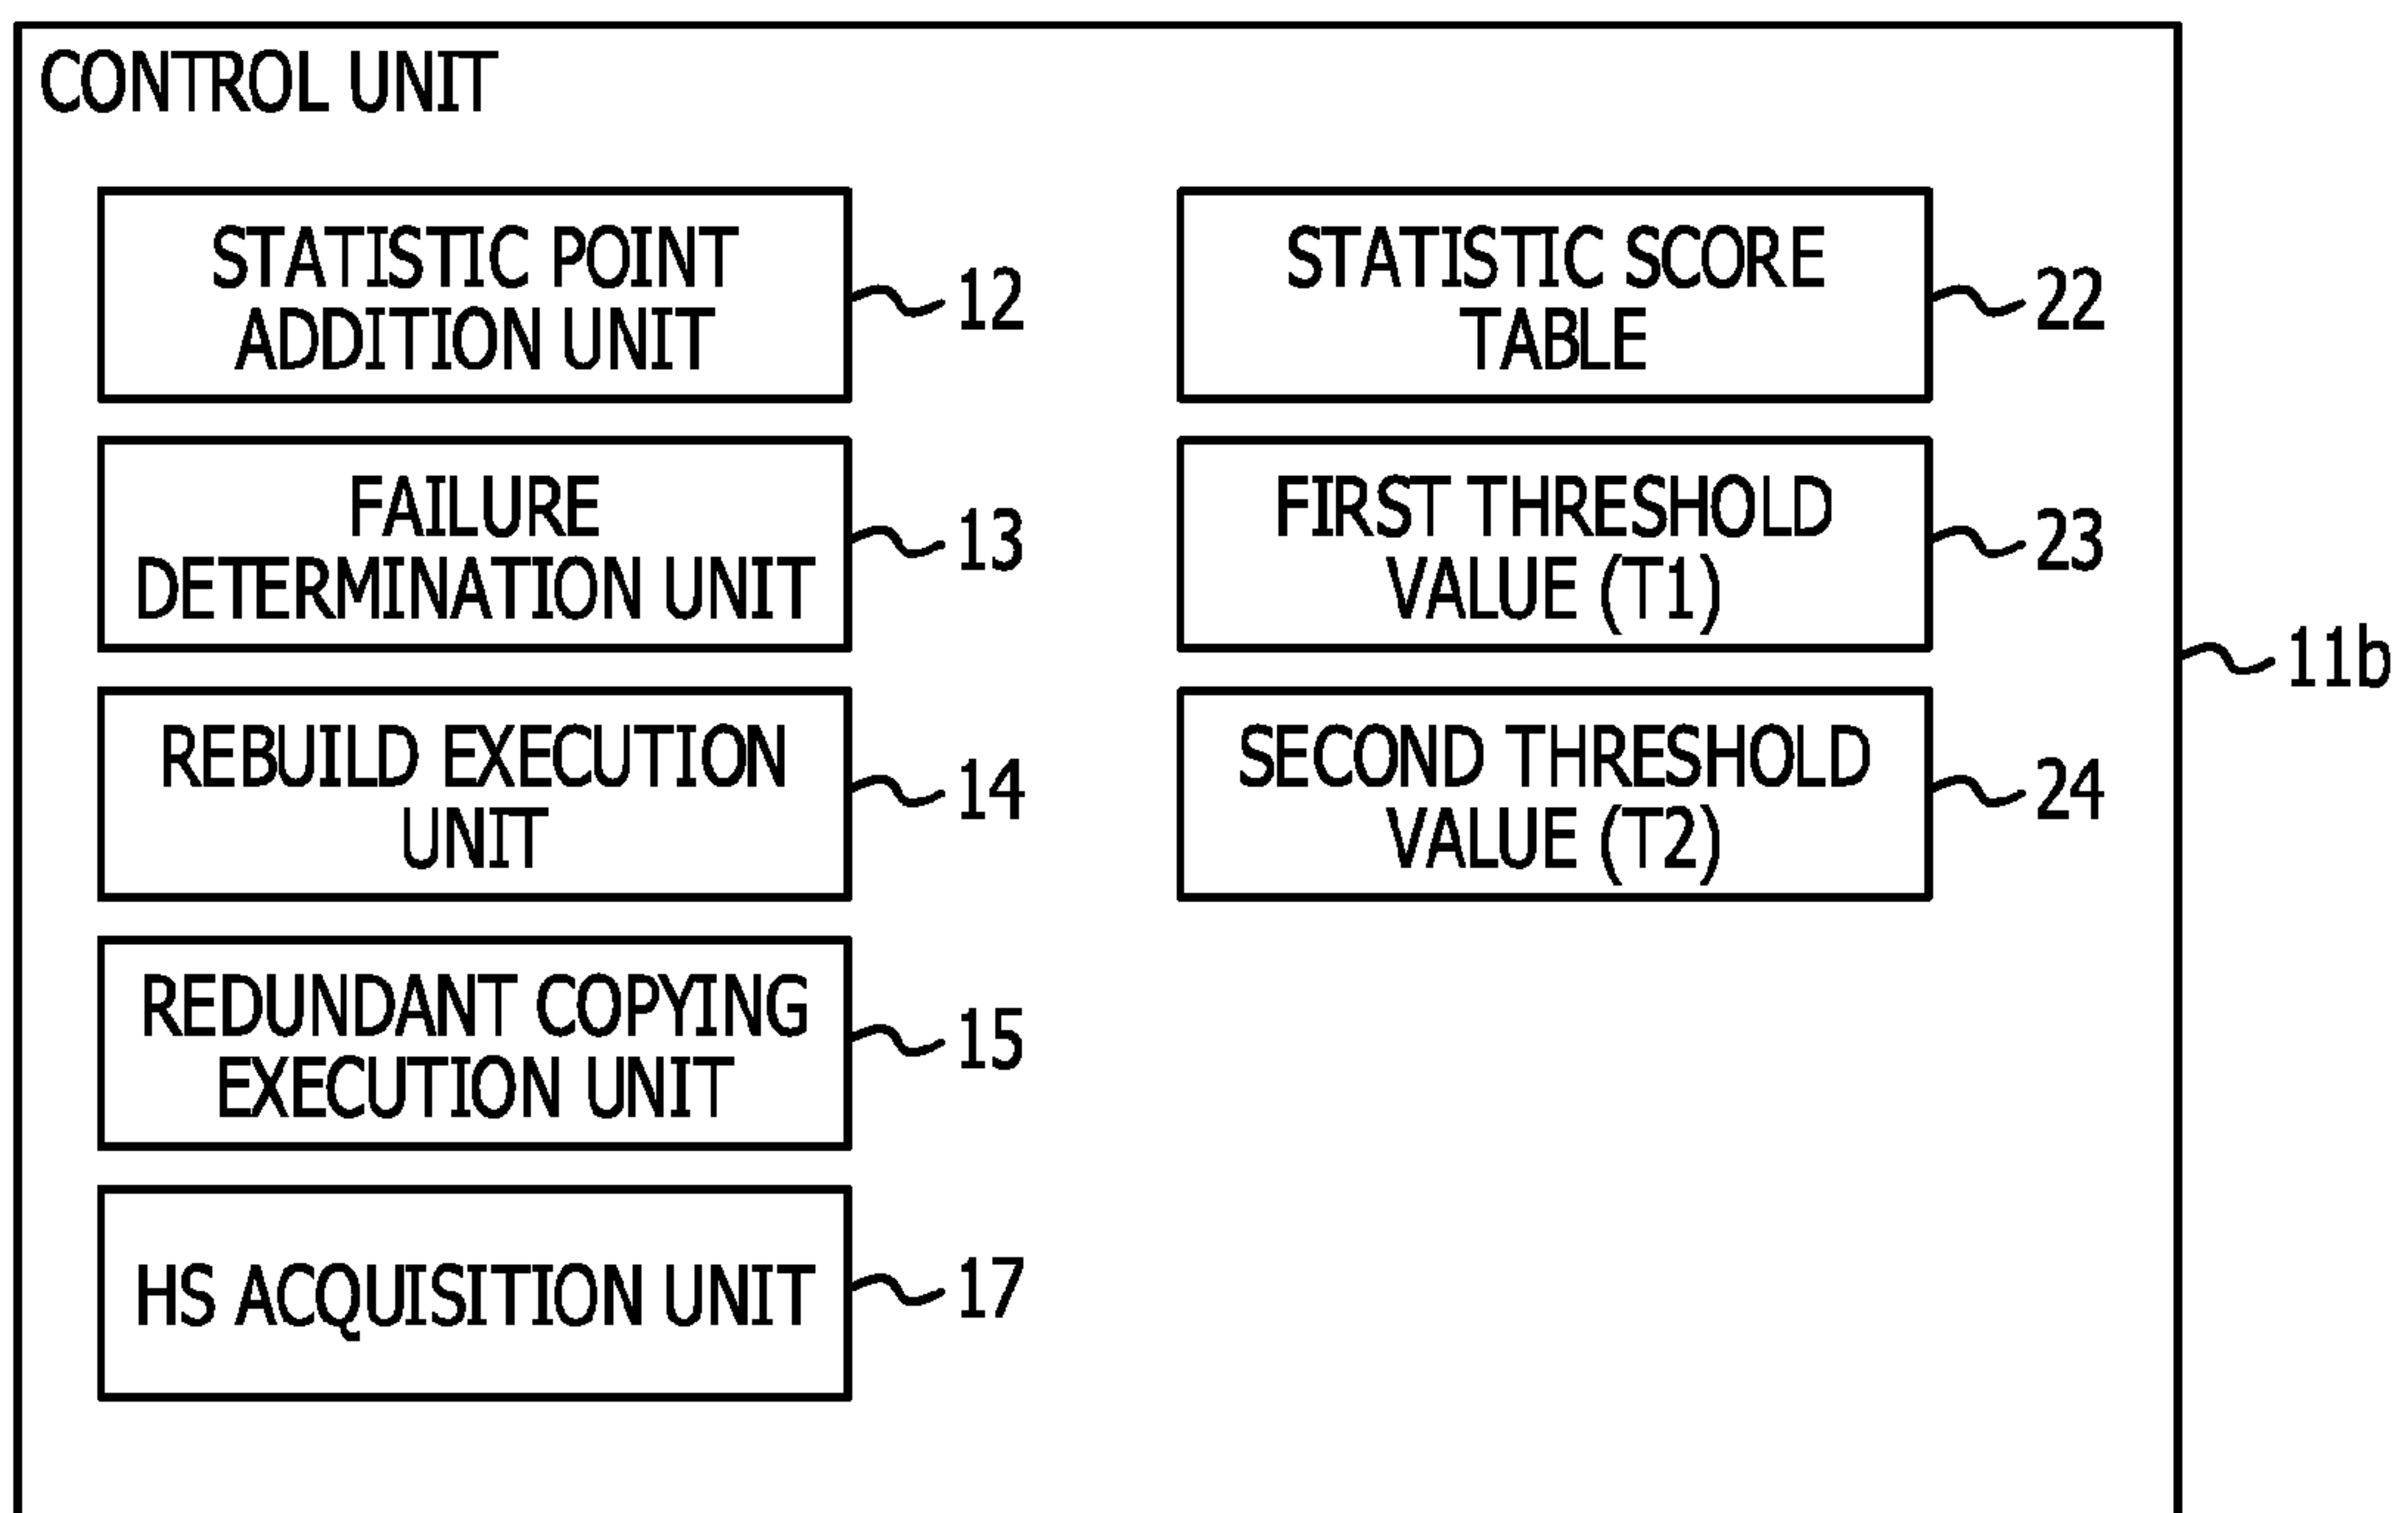 CONTROL UNIT
STATISTIC POINT
ADDITION UNIT
12
FAILURE
DETERMINATION UNIT
13
REBUILD EXECUTION
UNIT
14
REDUNDANT COPYING
EXECUTION UNIT
15
HS ACQUISITION UNIT
17
STATISTIC SCORE
TABLE
22
FIRST THRESHOLD
VALUE (T1)
23
SECOND THRESHOLD
VALUE (T2)
24
11b